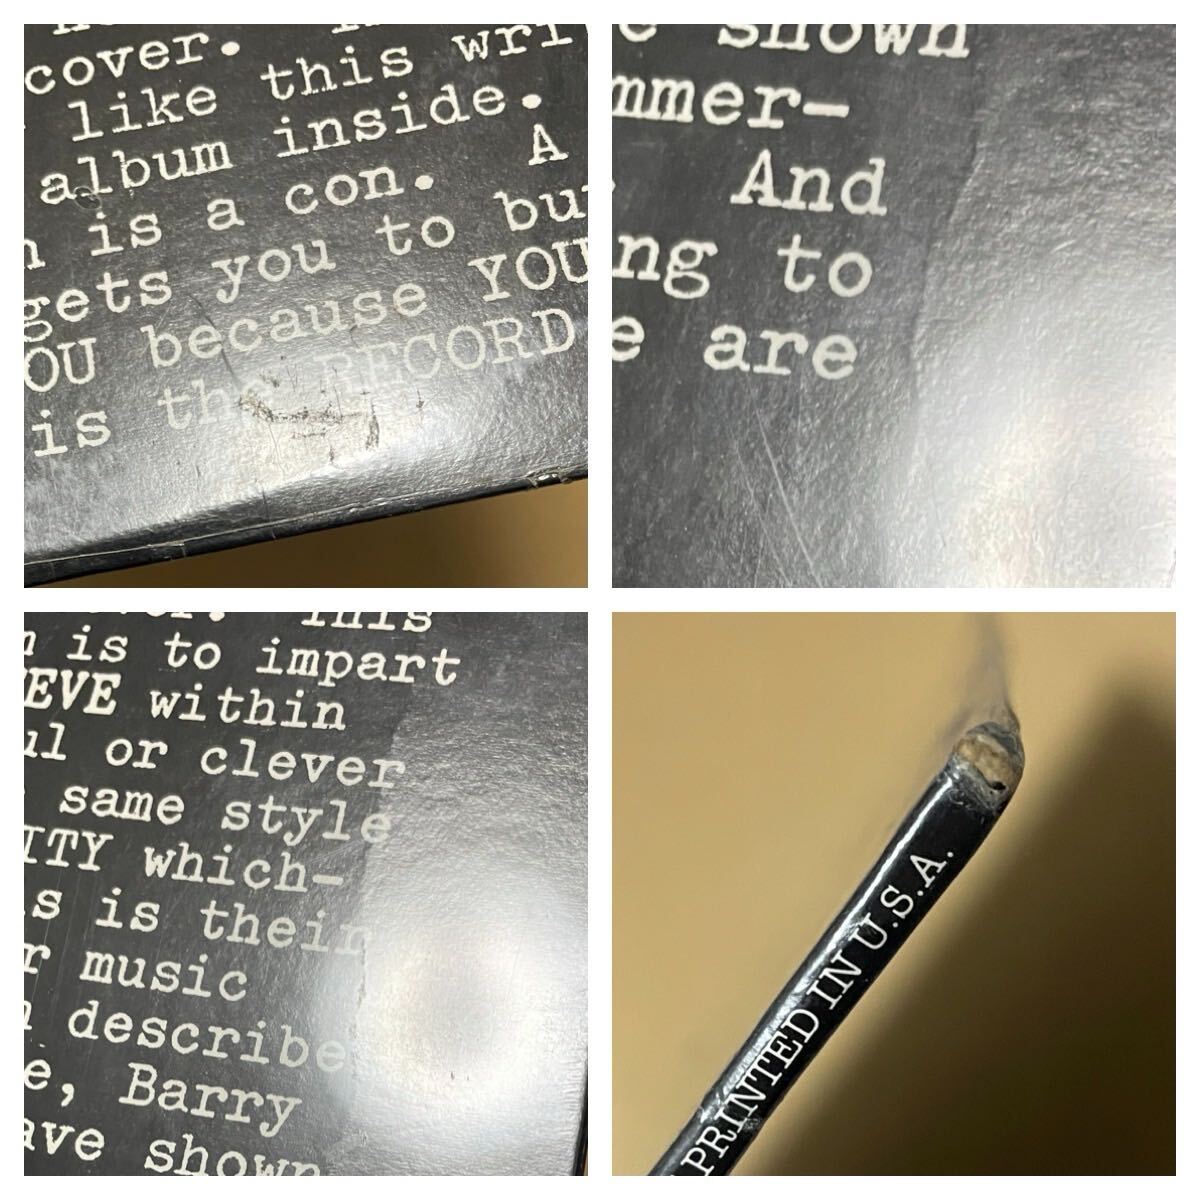 cover.
like this wri
album inside.
is a con. A
gets you to bu
OU because YOU
is the RECORD
shown
mmer-
And
ng to
e are
This
is to impart
EVE within
ul or clever
same style
ITY which-
s is their
r music
describe
e, Barry
ave shown
PRINTED IN U.S.A.